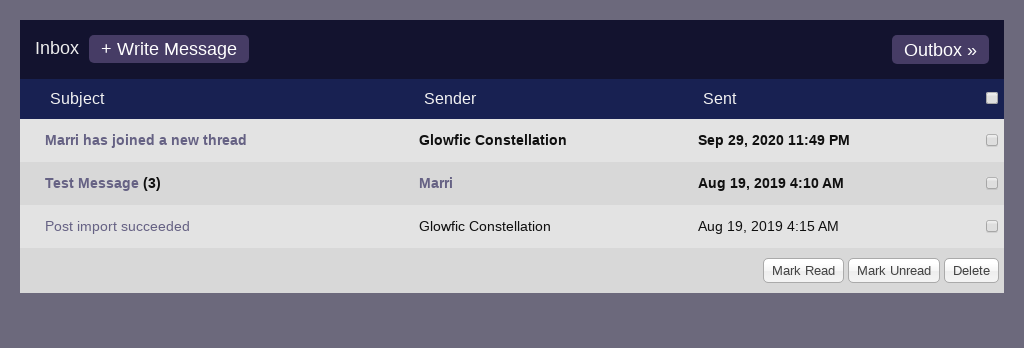 Inbox + Write Message Outbox »
Subject Sender Sent
Marri has joined a new thread Glowfic Constellation Sep 29, 2020 11:49 PM
Test Message (3) Marri Aug 19, 2019 4:10 AM
Post import succeeded Glowfic Constellation Aug 19, 2019 4:15 AM
Mark Read Mark Unread Delete